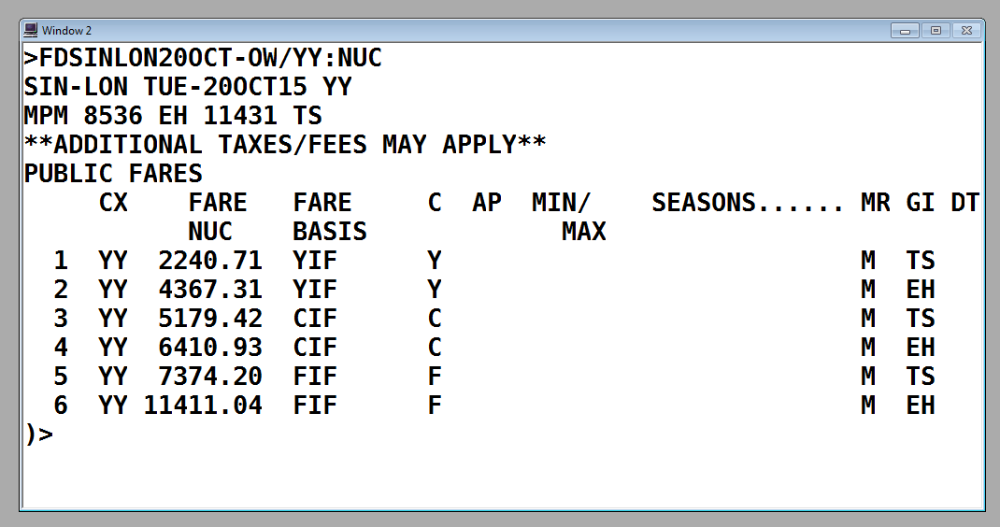 Window 2
>FDSINLON20OCT-OW/YY:NUC
SIN-LON TUE-20OCT15 YY
MPM 8536 EH 11431 TS
**ADDITIONAL TAXES/FEES MAY APPLY**
PUBLIC FARES
CX FARE FARE C AP MIN/ SEASONS...... MR GI DT
NUC BASIS MAX
1 YY 2240.71 YIF Y M TS
2 YY 4367.31 YIF Y M EH
3 YY 5179.42 CIF C M TS
4 YY 6410.93 CIF C M EH
5 YY 7374.20 FIF F M TS
6 YY 11411.04 FIF F M EH
)>